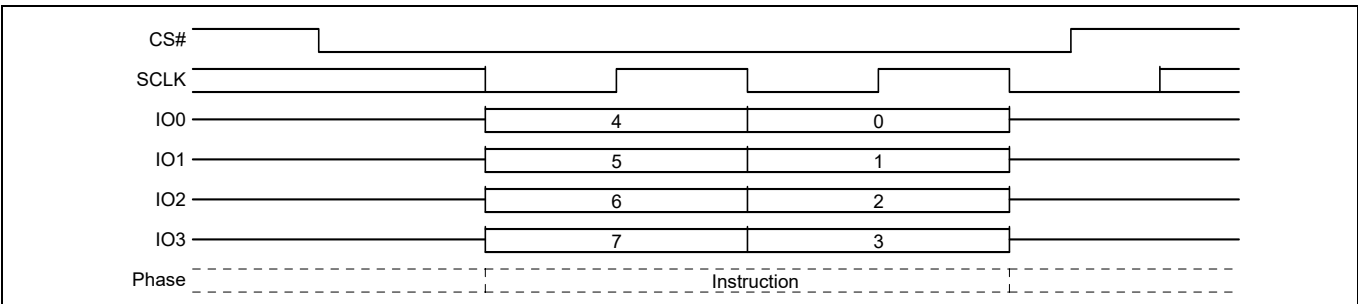 CS#
SCLK
IO0 4 0
IO1 5 1
IO2 6 2
IO3 7 3
Phase Instruction